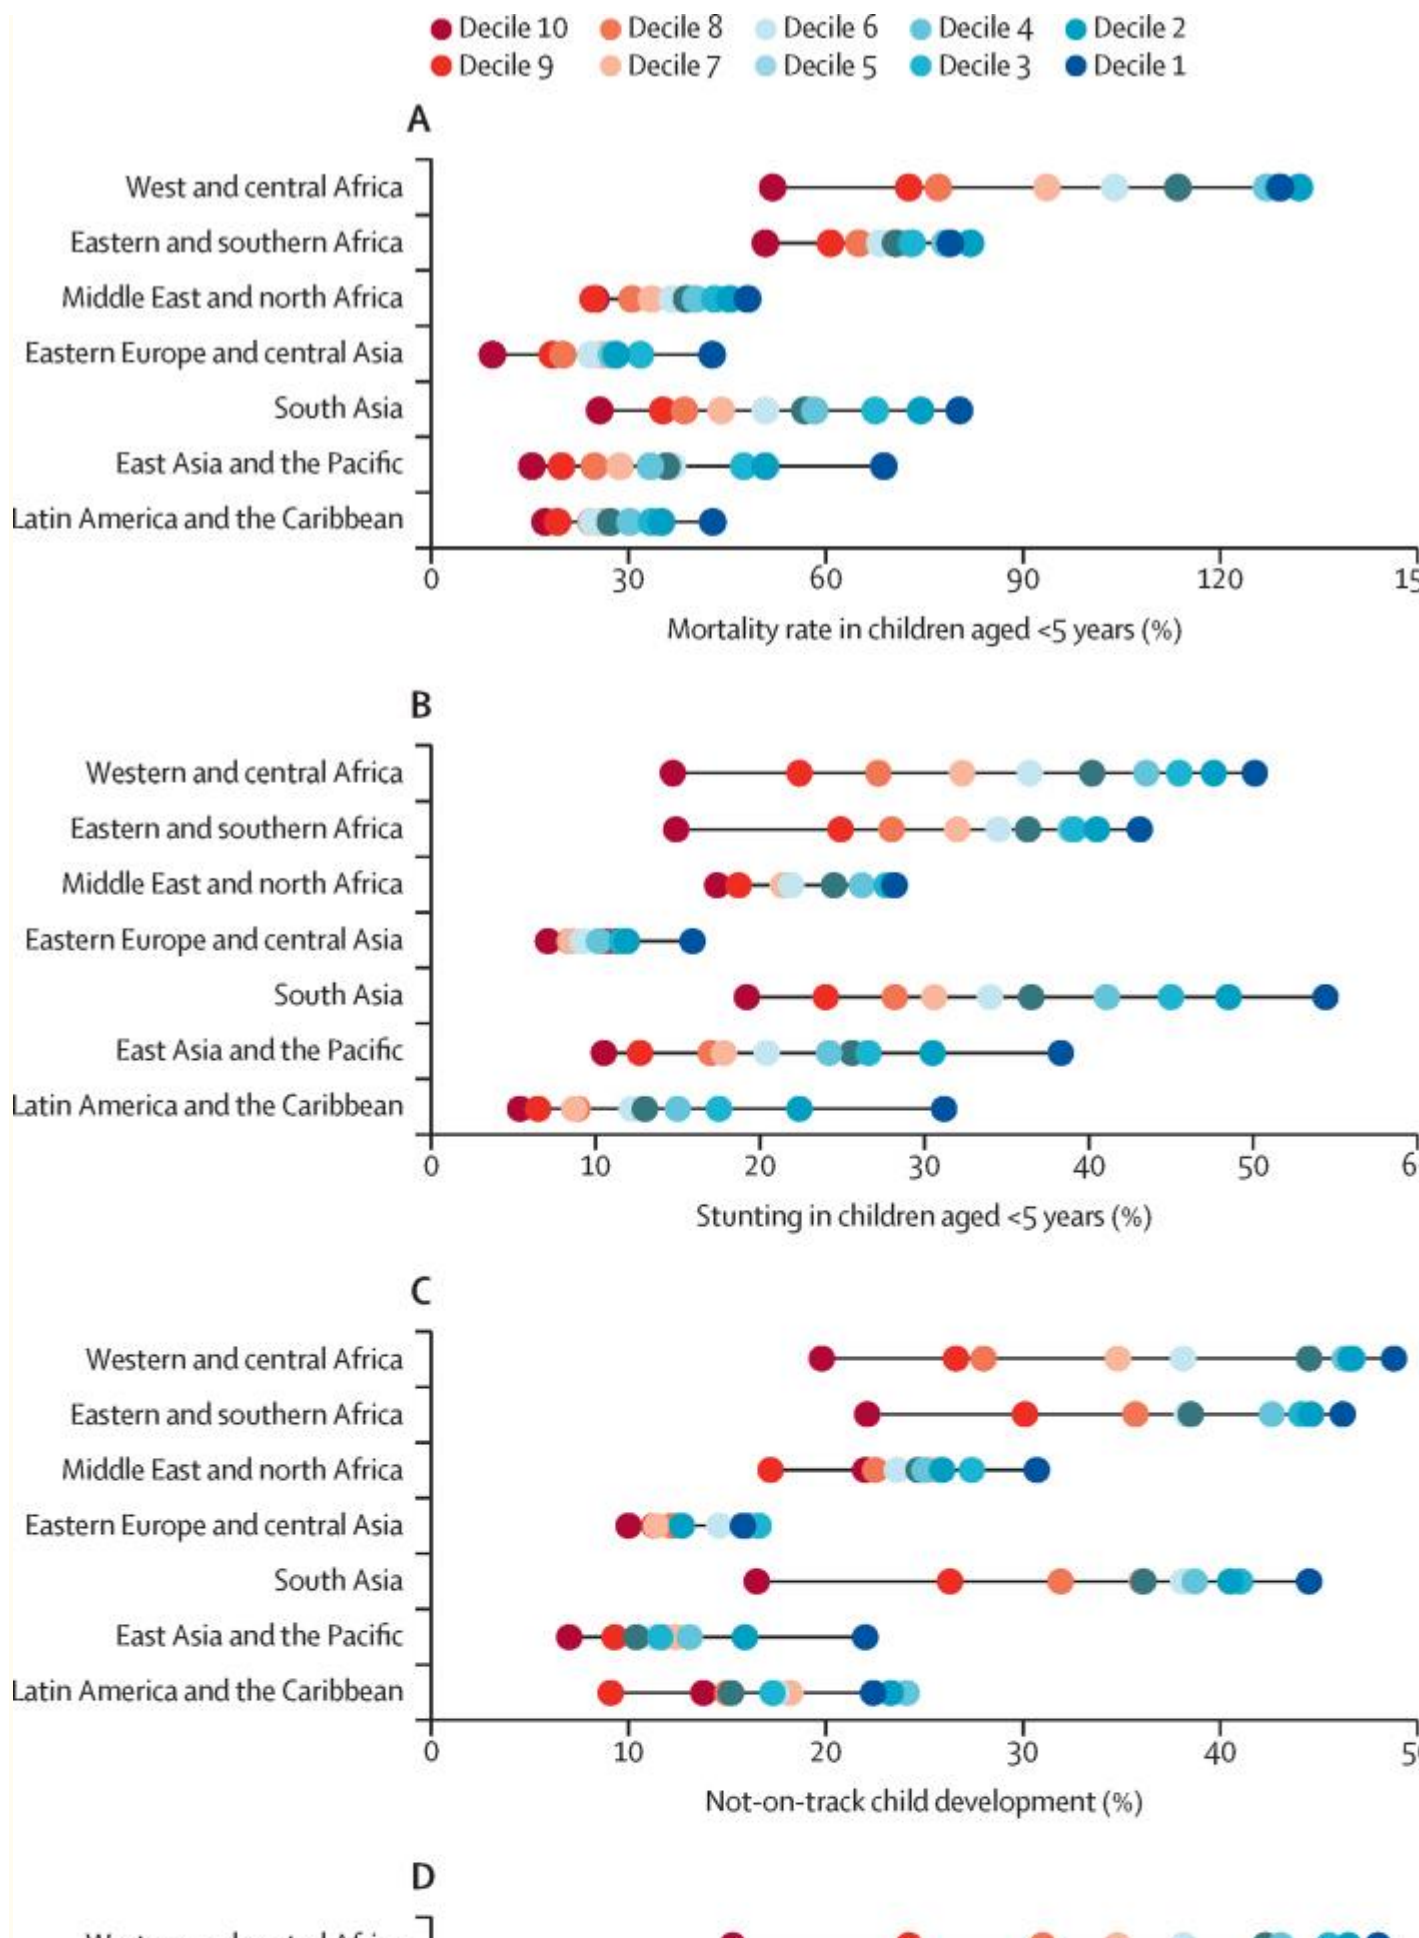 Decile 10 Decile 8 Decile 6 Decile 4 Decile 2
Decile 9 Decile 7 Decile 5 Decile 3 Decile 1
A
West and central Africa
Eastern and southern Africa
Middle East and north Africa
Eastern Europe and central Asia
South Asia
East Asia and the Pacific
Latin America and the Caribbean
0 30 60 90 120 15
Mortality rate in children aged <5 years (%)
B
Western and central Africa
Eastern and southern Africa
Middle East and north Africa
Eastern Europe and central Asia
South Asia
East Asia and the Pacific
Latin America and the Caribbean
0 10 20 30 40 50 6
Stunting in children aged <5 years (%)
C
Western and central Africa
Eastern and southern Africa
Middle East and north Africa
Eastern Europe and central Asia
South Asia
East Asia and the Pacific
Latin America and the Caribbean
0 10 20 30 40 5
Not-on-track child development (%)
D